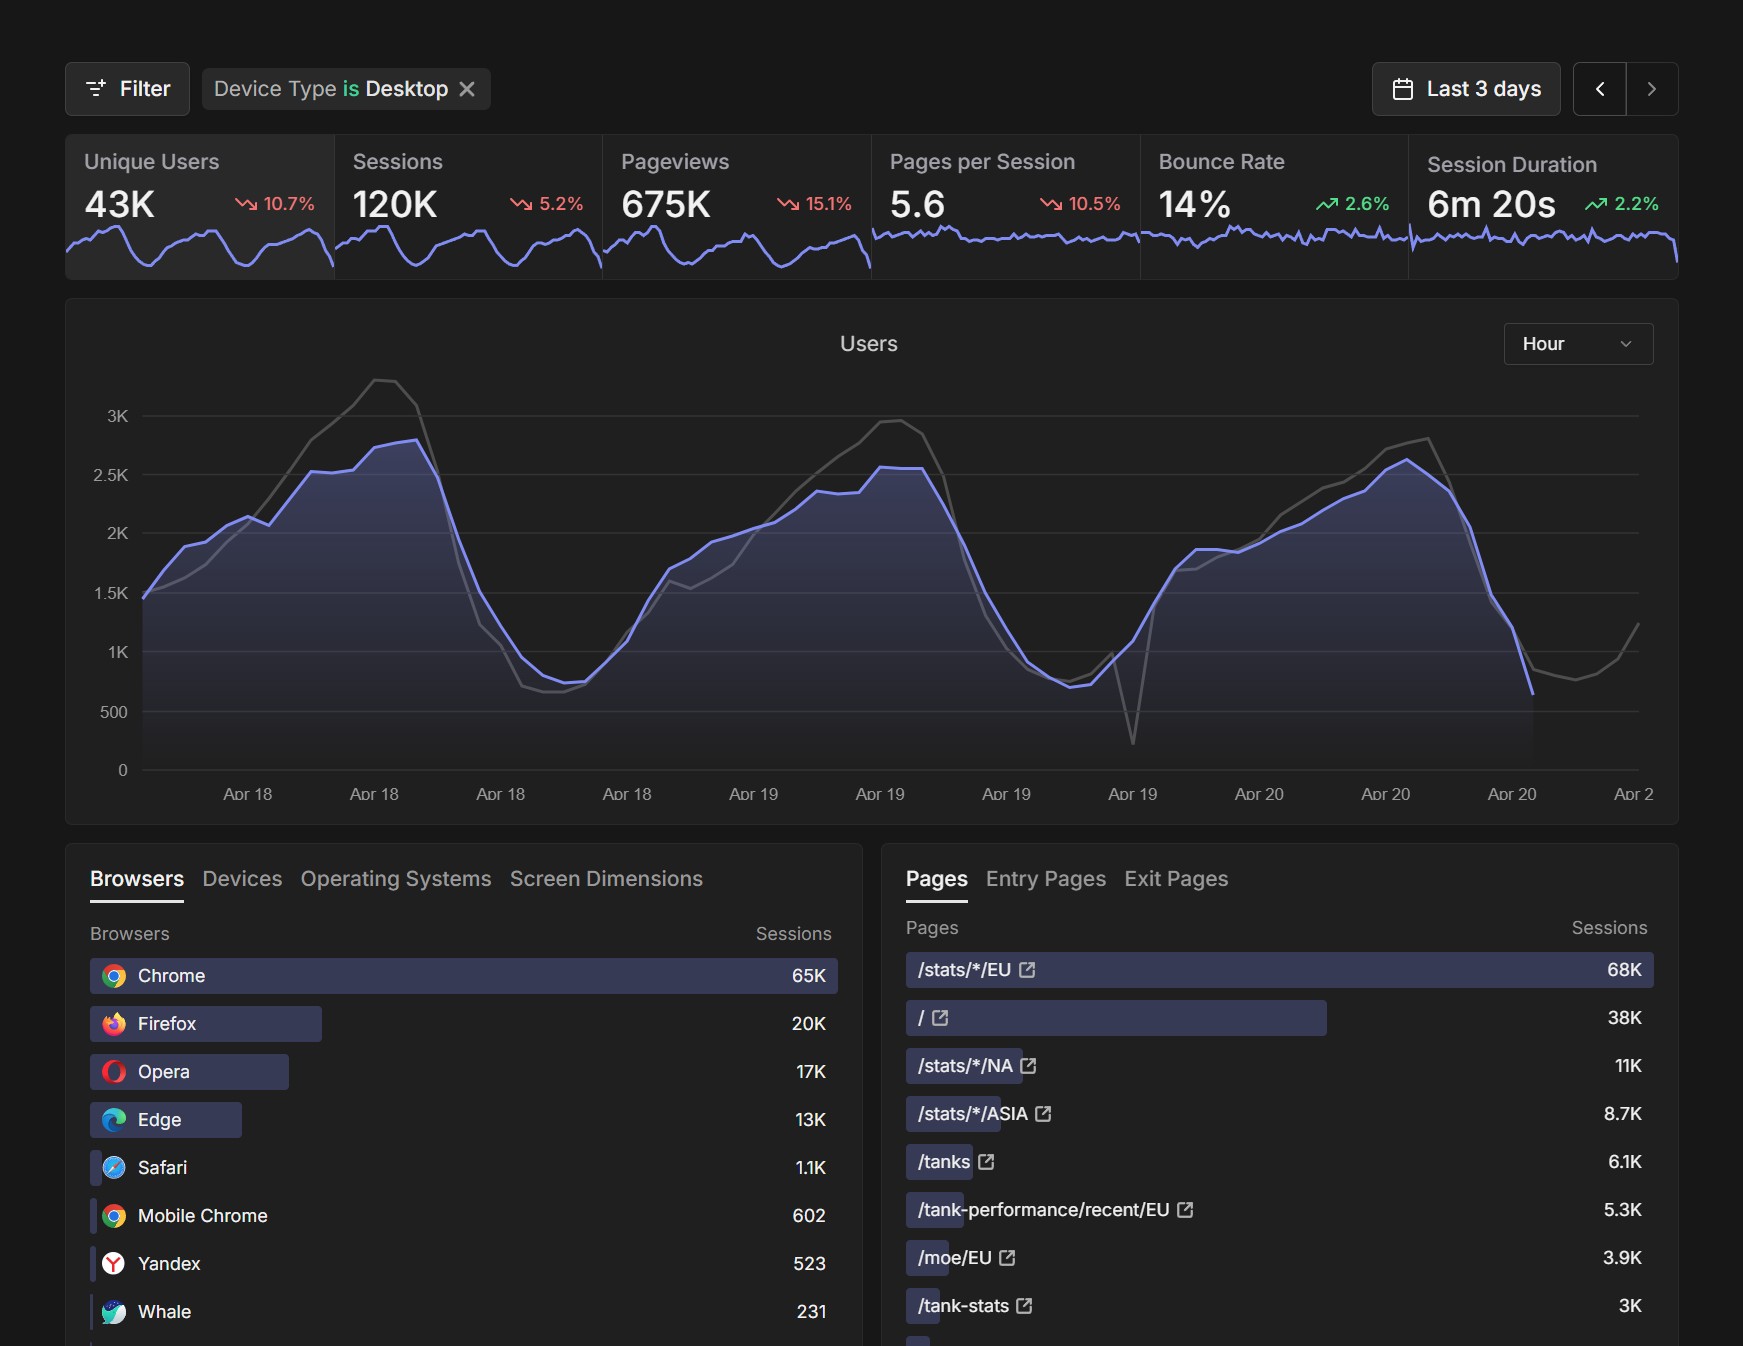 Filter
Device Type is Desktop
Last 3 days
Unique Users
43K 10.7%
Sessions
120K 5.2%
Pageviews
675K 15.1%
Pages per Session
5.6 10.5%
Bounce Rate
14% 2.6%
Session Duration
6m 20s 2.2%
Users
Hour
3K
2.5K
2K
1.5K
1K
500
0
Apr 18 Apr 18 Apr 18 Apr 18 Apr 19 Apr 19 Apr 19 Apr 19 Apr 20 Apr 20 Apr 20 Apr 2
Browsers Devices Operating Systems Screen Dimensions
Browsers Sessions
Chrome 65K
Firefox 20K
Opera 17K
Edge 13K
Safari 1.1K
Mobile Chrome 602
Yandex 523
Whale 231
Pages Entry Pages Exit Pages
Pages Sessions
/stats/*/EU 68K
/ 38K
/stats/*/NA 11K
/stats/*/ASIA 8.7K
/tanks 6.1K
/tank-performance/recent/EU 5.3K
/moe/EU 3.9K
/tank-stats 3K